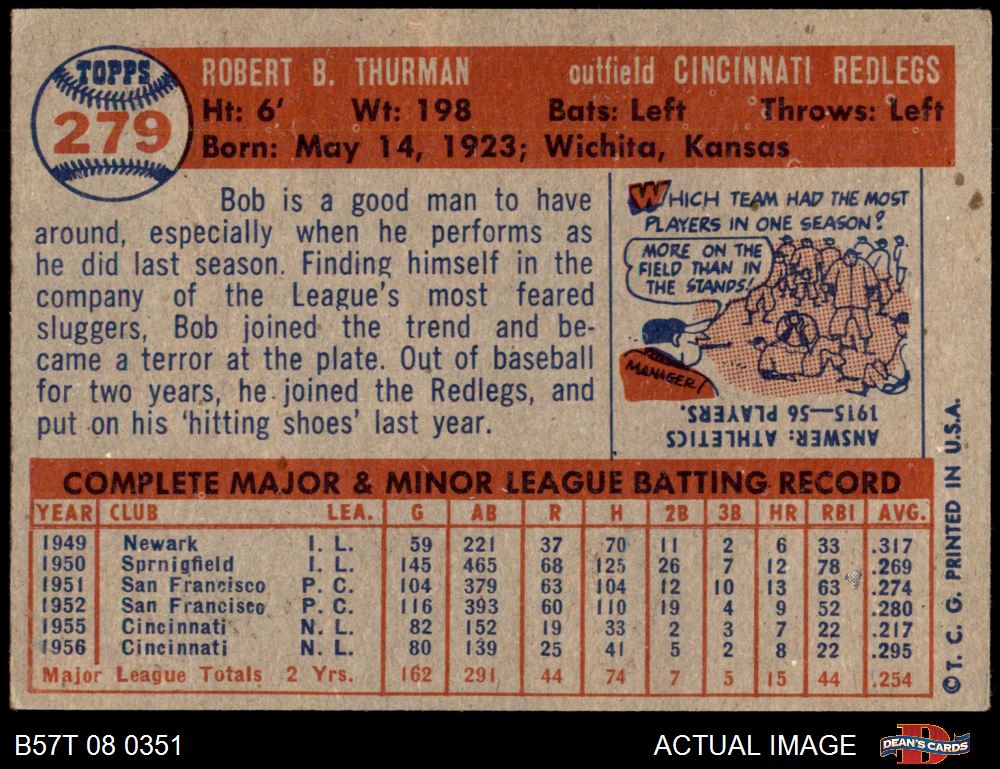 TOPPS
279
ROBERT B. THURMAN outfield CINCINNATI REDLEGS
Ht: 6' Wt: 198 Bats: Left Throws: Left
Born: May 14, 1923; Wichita, Kansas
Bob is a good man to have
around, especially when he performs as
he did last season. Finding himself in the
company of the League's most feared
sluggers, Bob joined the trend and be-
came a terror at the plate. Out of baseball
for two years, he joined the Redlegs, and
put on his 'hitting shoes' last year.
WHICH TEAM HAD THE MOST
PLAYERS IN ONE SEASON?
MORE ON THE
FIELD THAN IN
THE STANDS!
MANAGER!
ANSWER: ATHLETICS
1915—56 PLAYERS.
COMPLETE MAJOR & MINOR LEAGUE BATTING RECORD
YEAR CLUB LEA. G AB R H 2B 3B HR RBI AVG.
1949 Newark I. L. 59 221 37 70 11 2 6 33 .317
1950 Sprnigfield I. L. 145 465 68 125 26 7 12 78 .269
1951 San Francisco P. C. 104 379 63 104 12 10 13 63 .274
1952 San Francisco P. C. 116 393 60 110 19 4 9 52 .280
1955 Cincinnati N. L. 82 152 19 33 2 3 7 22 .217
1956 Cincinnati N. L. 80 139 25 41 5 2 8 22 .295
Major League Totals 2 Yrs. 162 291 44 74 7 5 15 44 .254
©T. C. G. PRINTED IN U.S.A.
B57T 08 0351
ACTUAL IMAGE
DEAN'S CARDS